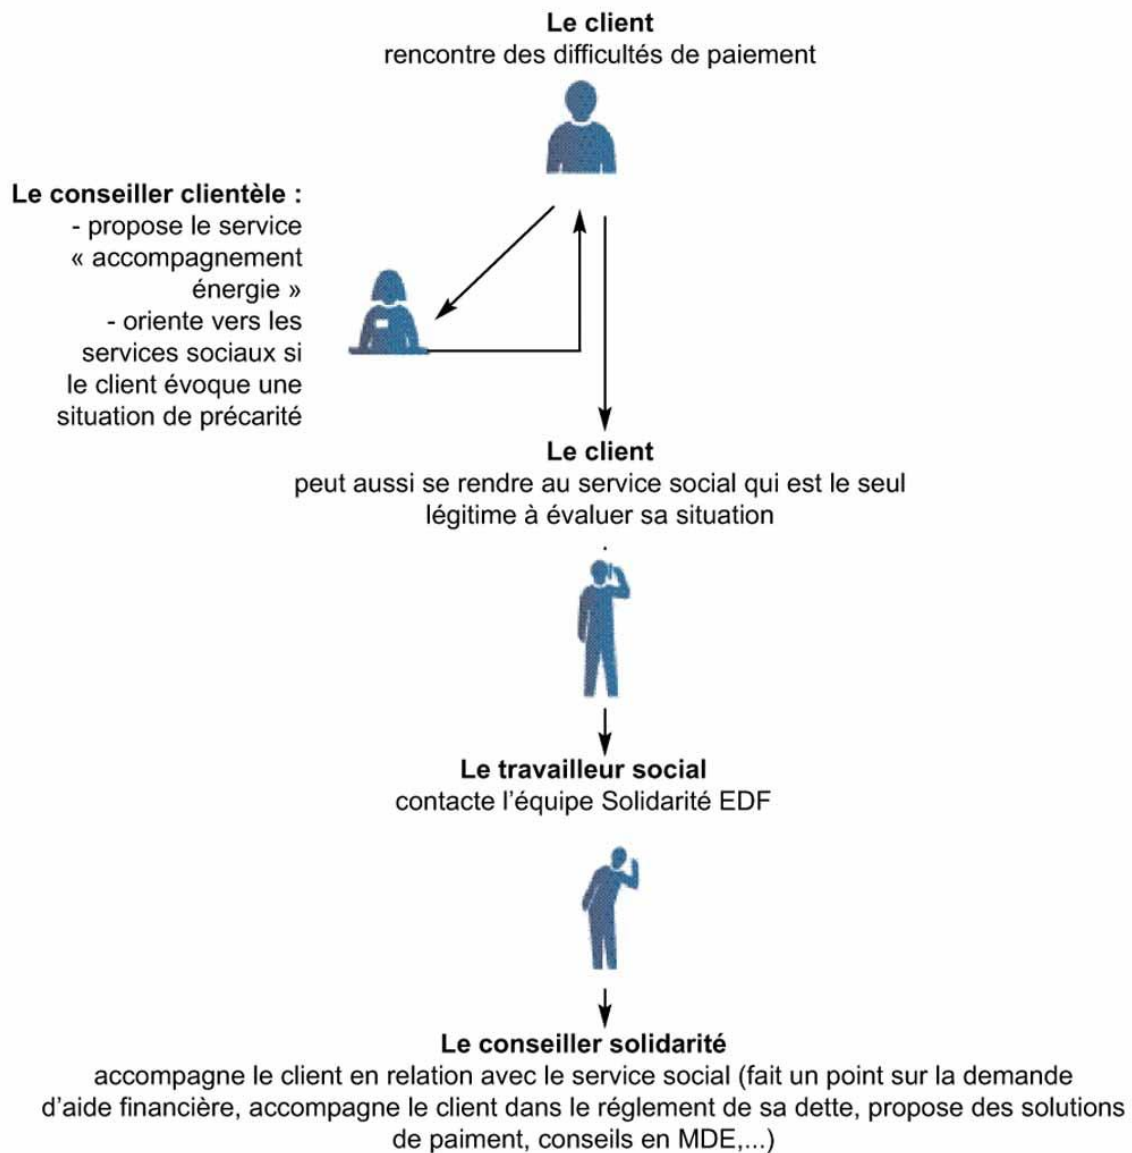 Le client
rencontre des difficultés de paiement
Le conseiller clientèle :
- propose le service
« accompagnement
énergie »
- oriente vers les
services sociaux si
le client évoque une
situation de précarité
Le client
peut aussi se rendre au service social qui est le seul
légitime à évaluer sa situation
.
Le travailleur social
contacte l'équipe Solidarité EDF
Le conseiller solidarité
accompagne le client en relation avec le service social (fait un point sur la demande
d'aide financière, accompagne le client dans le réglement de sa dette, propose des solutions
de paiment, conseils en MDE,...)